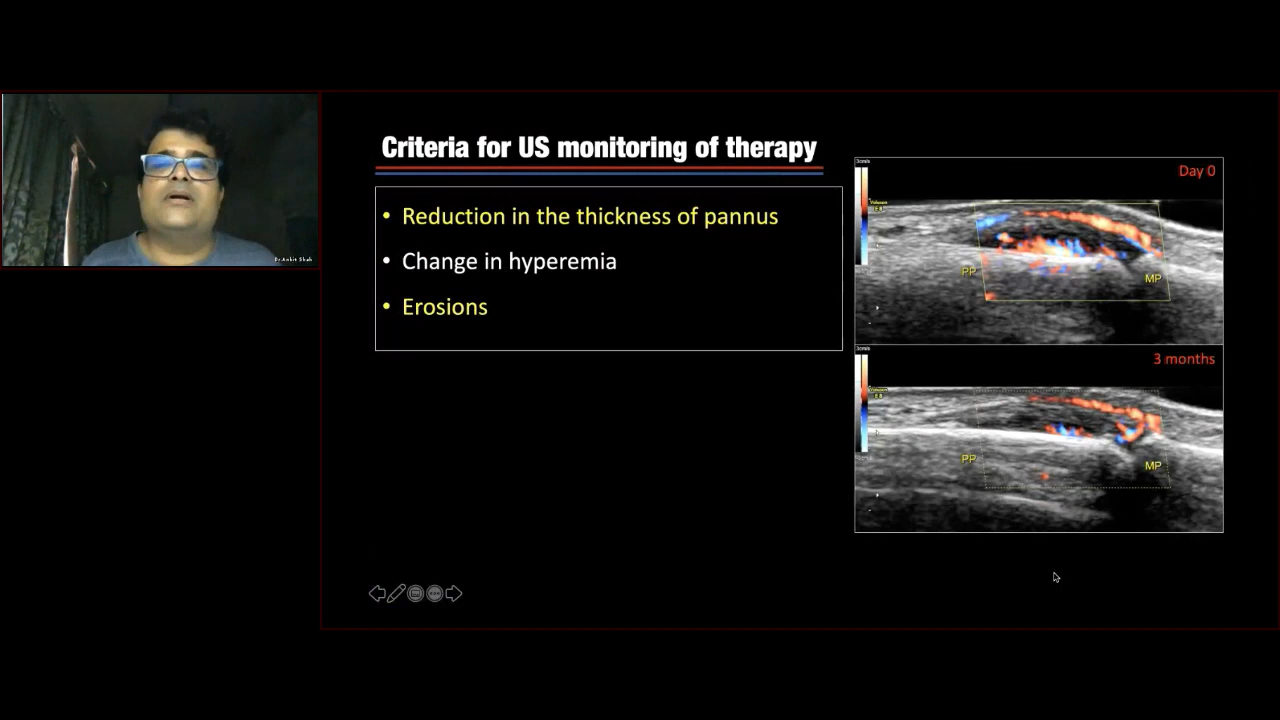 Criteria for US monitoring of therapy
• Reduction in the thickness of pannus
• Change in hyperemia
• Erosions
Day 0
PP
MP
3 months
PP
MP